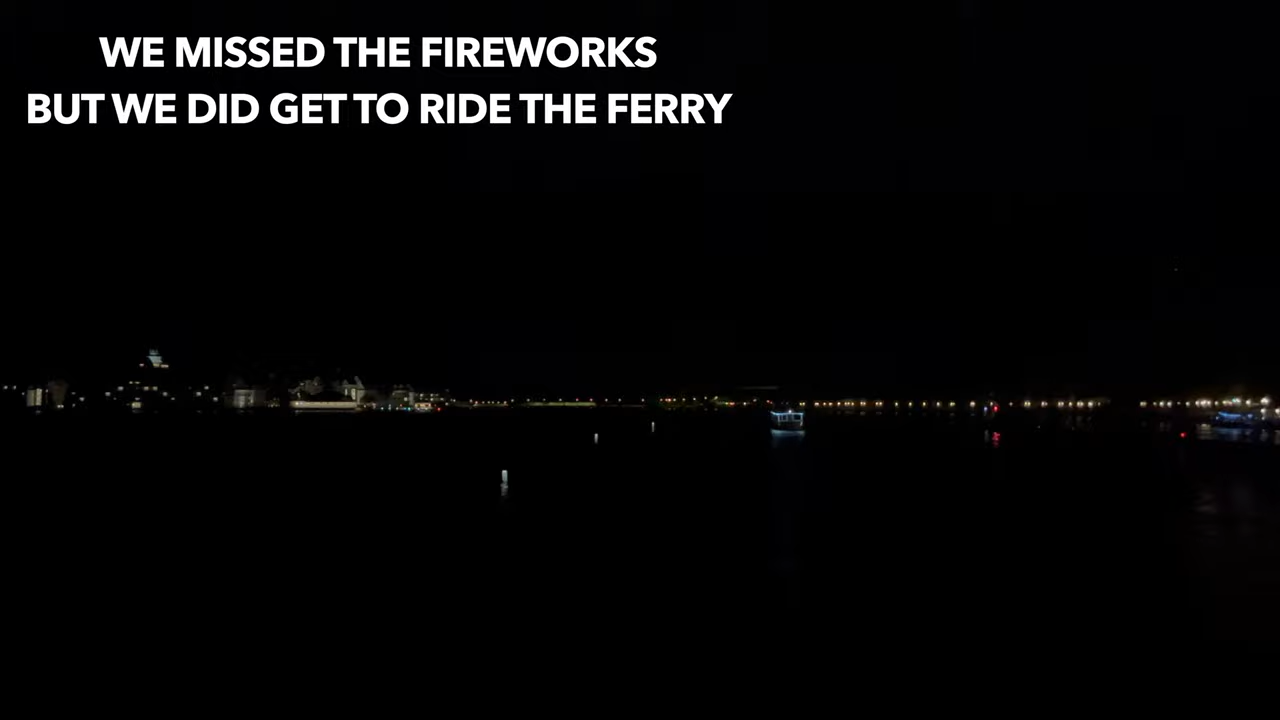 WE MISSED THE FIREWORKS
BUT WE DID GET TO RIDE THE FERRY